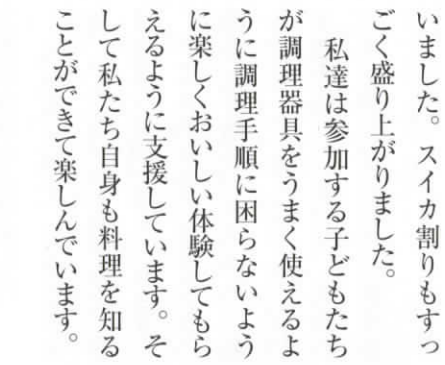 いました。スイカ割りもすっ
ごく盛り上がりました。
私達は参加する子どもたち
が調理器具をうまく使えるよ
うに調理手順に困らないよう
に楽しくおいしい体験してもら
えるように支援しています。そ
して私たち自身も料理を知る
ことができて楽しんでいます。